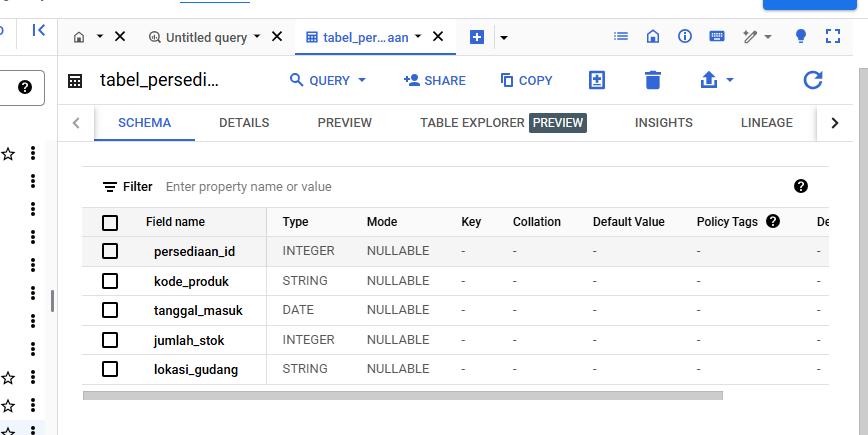 Untitled query
tabel_per...aan
tabel_persedi...
QUERY
SHARE
COPY
SCHEMA
DETAILS
PREVIEW
TABLE EXPLORER PREVIEW
INSIGHTS
LINEAGE
Filter Enter property name or value
Field name Type Mode Key Collation Default Value Policy Tags De
persediaan_id INTEGER NULLABLE - - - - -
kode_produk STRING NULLABLE - - - - -
tanggal_masuk DATE NULLABLE - - - - -
jumlah_stok INTEGER NULLABLE - - - - -
lokasi_gudang STRING NULLABLE - - - - -